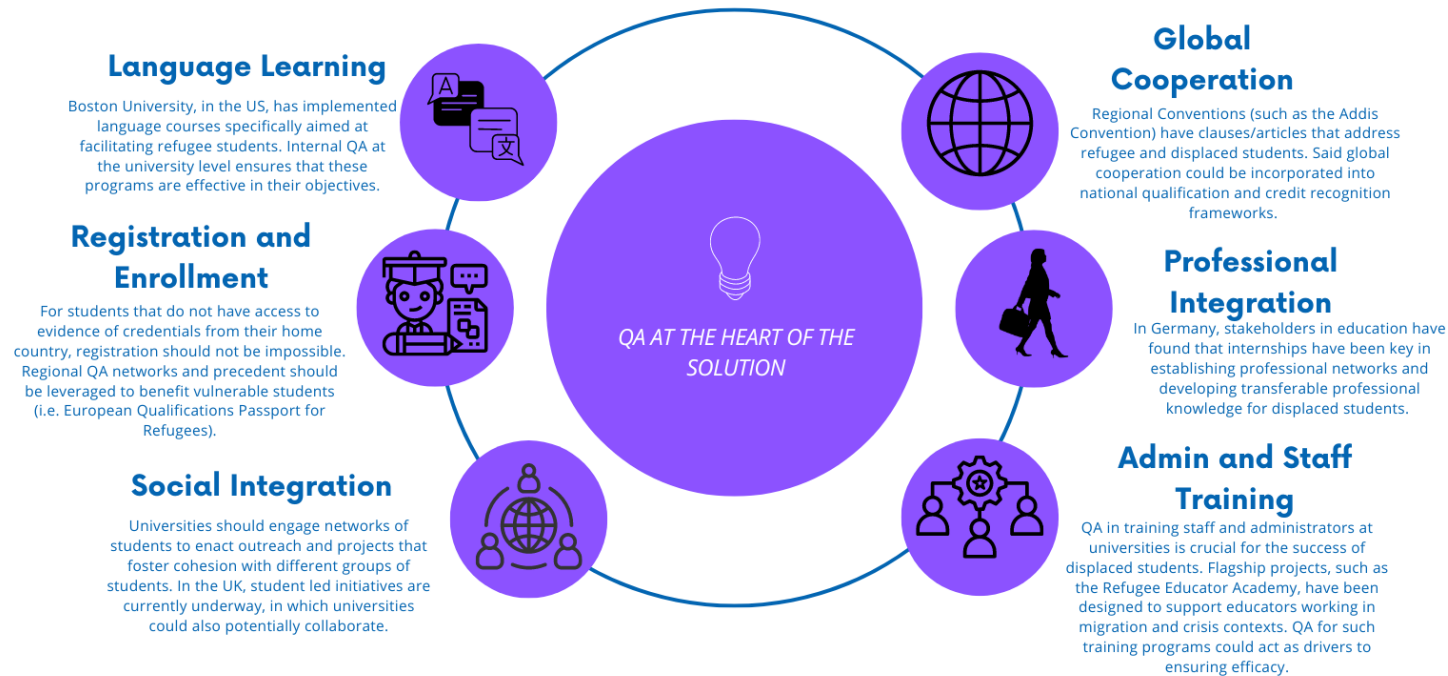 Language Learning
Boston University, in the US, has implemented
language courses specifically aimed at
facilitating refugee students. Internal QA at
the university level ensures that these
programs are effective in their objectives.
Registration and
Enrollment
For students that do not have access to
evidence of credentials from their home
country, registration should not be impossible.
Regional QA networks and precedent should
be leveraged to benefit vulnerable students
(i.e. European Qualifications Passport for
Refugees).
Social Integration
Universities should engage networks of
students to enact outreach and projects that
foster cohesion with different groups of
students. In the UK, student led initiatives are
currently underway, in which universities
could also potentially collaborate.
A
文
QA AT THE HEART OF THE
SOLUTION
Global
Cooperation
Regional Conventions (such as the Addis
Convention) have clauses/articles that address
refugee and displaced students. Said global
cooperation could be incorporated into
national qualification and credit recognition
frameworks.
Professional
Integration
In Germany, stakeholders in education have
found that internships have been key in
establishing professional networks and
developing transferable professional
knowledge for displaced students.
Admin and Staff
Training
QA in training staff and administrators at
universities is crucial for the success of
displaced students. Flagship projects, such as
the Refugee Educator Academy, have been
designed to support educators working in
migration and crisis contexts. QA for such
training programs could act as drivers to
ensuring efficacy.